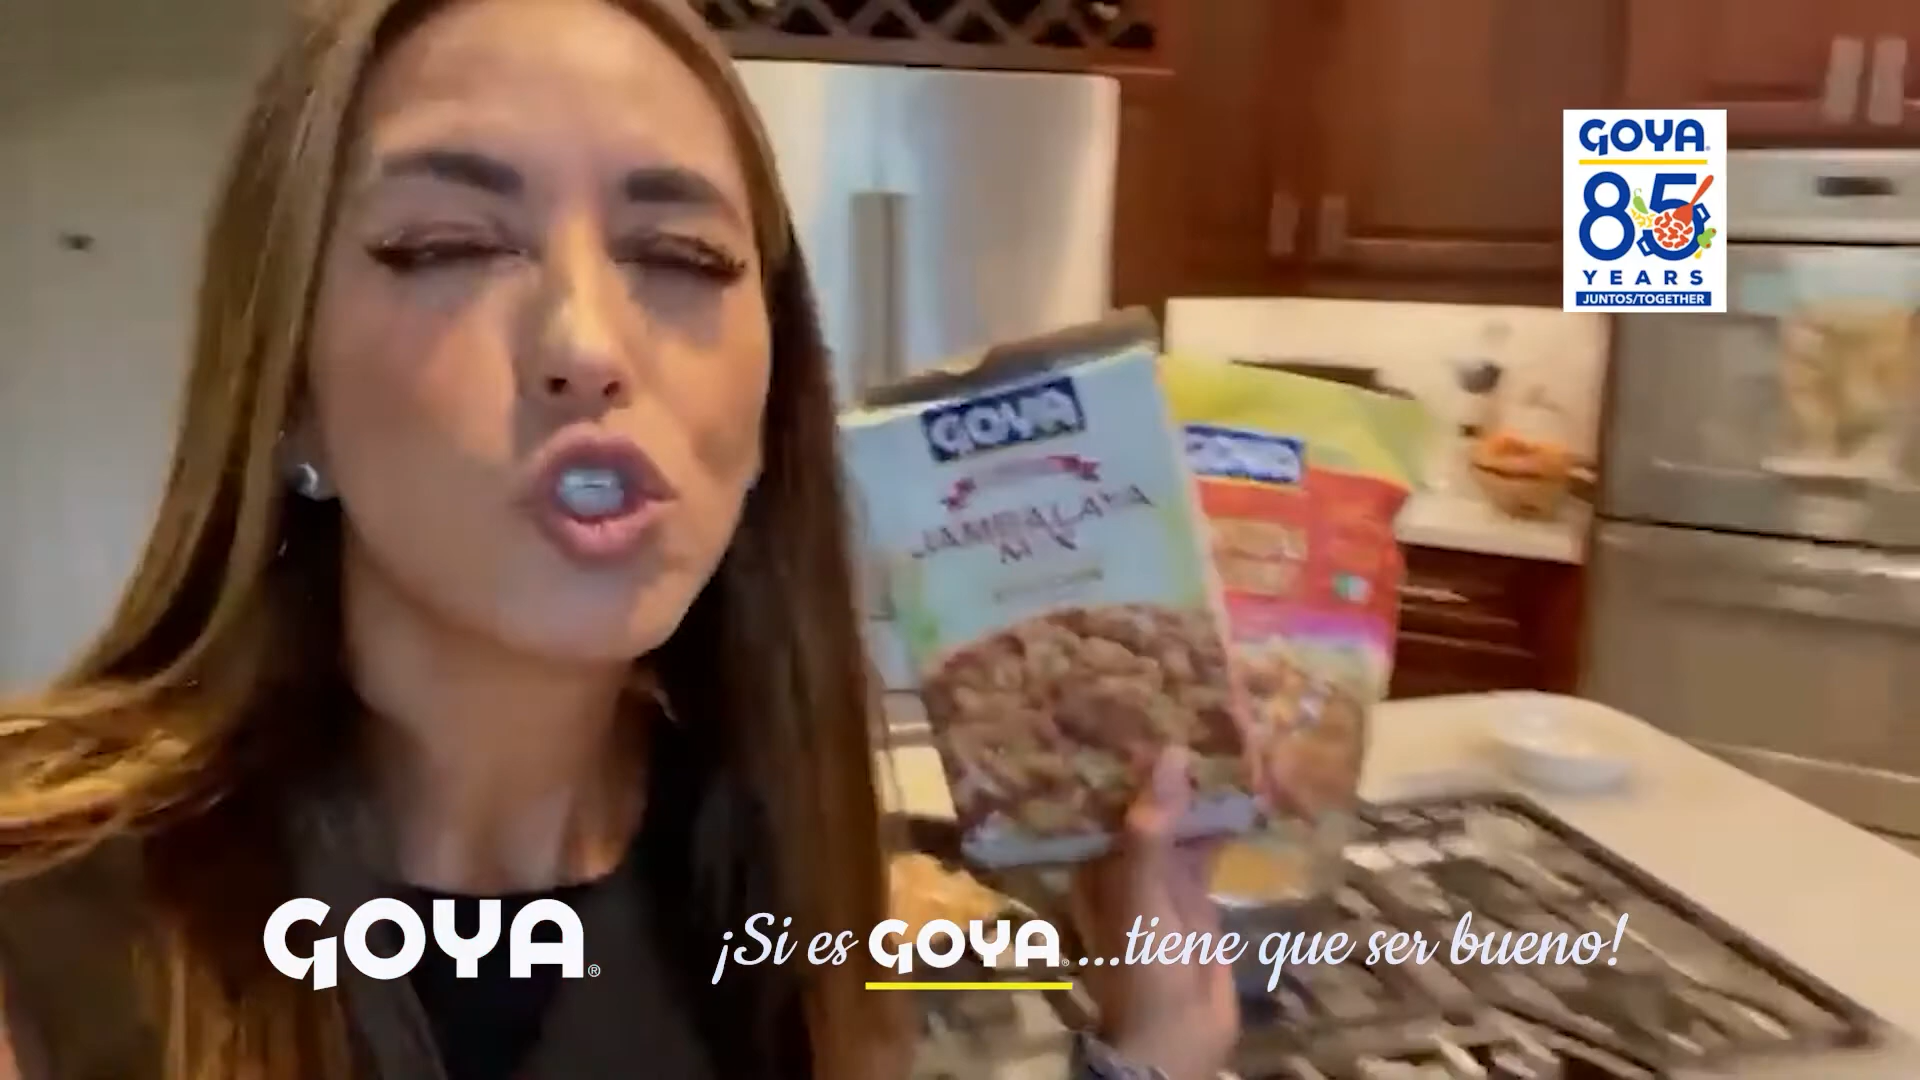 GOYA®
85
YEARS
JUNTOS/TOGETHER
GOYA
JAMBALAYA
MIX
GOYA
GOYA®
¡Si es GOYA® ...tiene que ser bueno!